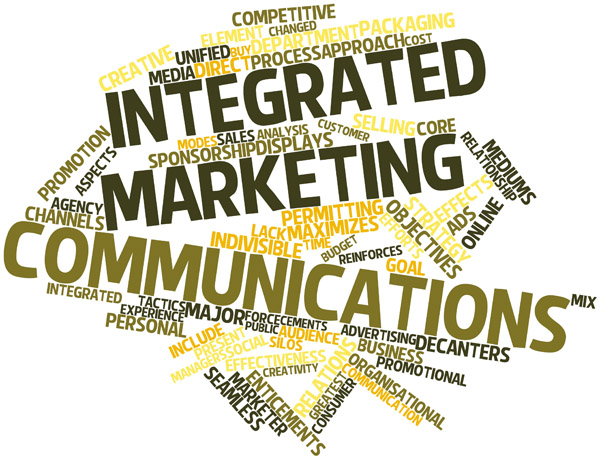 COMPETITIVE
CREATIVE
ELEMENT
CHANGED
DEPARTMENT
PACKAGING
UNIFIED
BUY
MEDIA
DIRECT
PROCESS
APPROACH
COST
INTEGRATED
MODES
SALES
ANALYSIS
CUSTOMER
SELLING
CORE
SPONSORSHIP
DISPLAYS
PROMOTION
ASPECTS
MARKETING
MEDIUMS
RELATIONSHIP
AGENCY
CHANNELS
PERMITTING
LACK
MAXIMIZES
INDIVISIBLE
TIME
BUDGET
REINFORCES
EFFORTS
OBJECTIVES
STRATEGY
EFFECTS
ADS
ONLINE
GOAL
COMMUNICATIONS
MIX
INTEGRATED
TACTICS
EXPERIENCE
PERSONAL
MAJOR
FORCECEMENTS
PUBLIC
AUDIENCE
ADVERTISING
DECANTERS
BUSINESS
PROMOTIONAL
INCLUDE
PRESENT
SOCIAL
SILOS
MANAGERS
EFFECTIVENESS
CREATIVITY
RELATIONS
ORGANISATIONAL
COMMUNICATION
SEAMLESS
MARKETER
ENTICEMENTS
GREATEST
CONSUMER